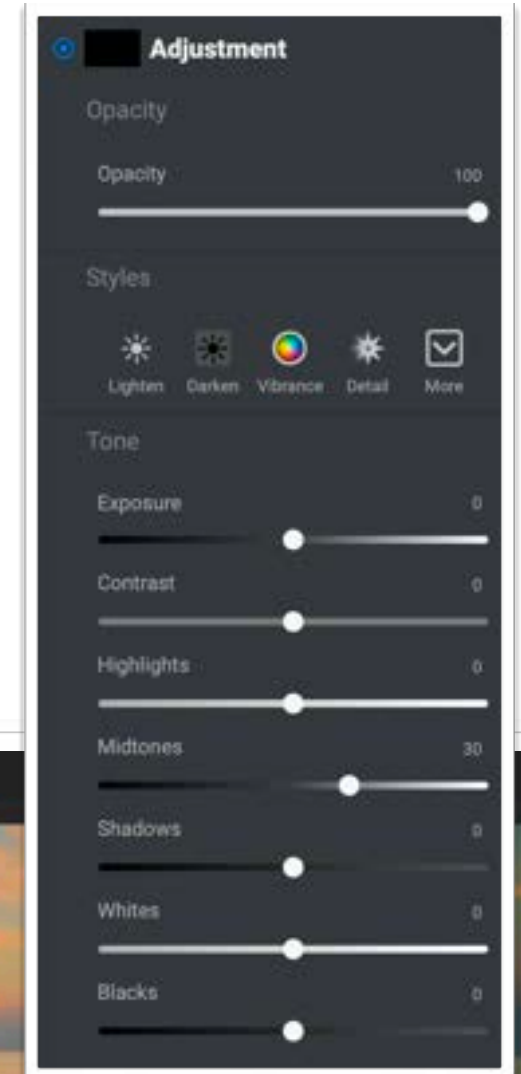 Adjustment
Opacity
Opacity 100
Styles
Lighten Darken Vibrance Detail More
Tone
Exposure 0
Contrast 0
Highlights 0
Midtones 30
Shadows 0
Whites 0
Blacks 0